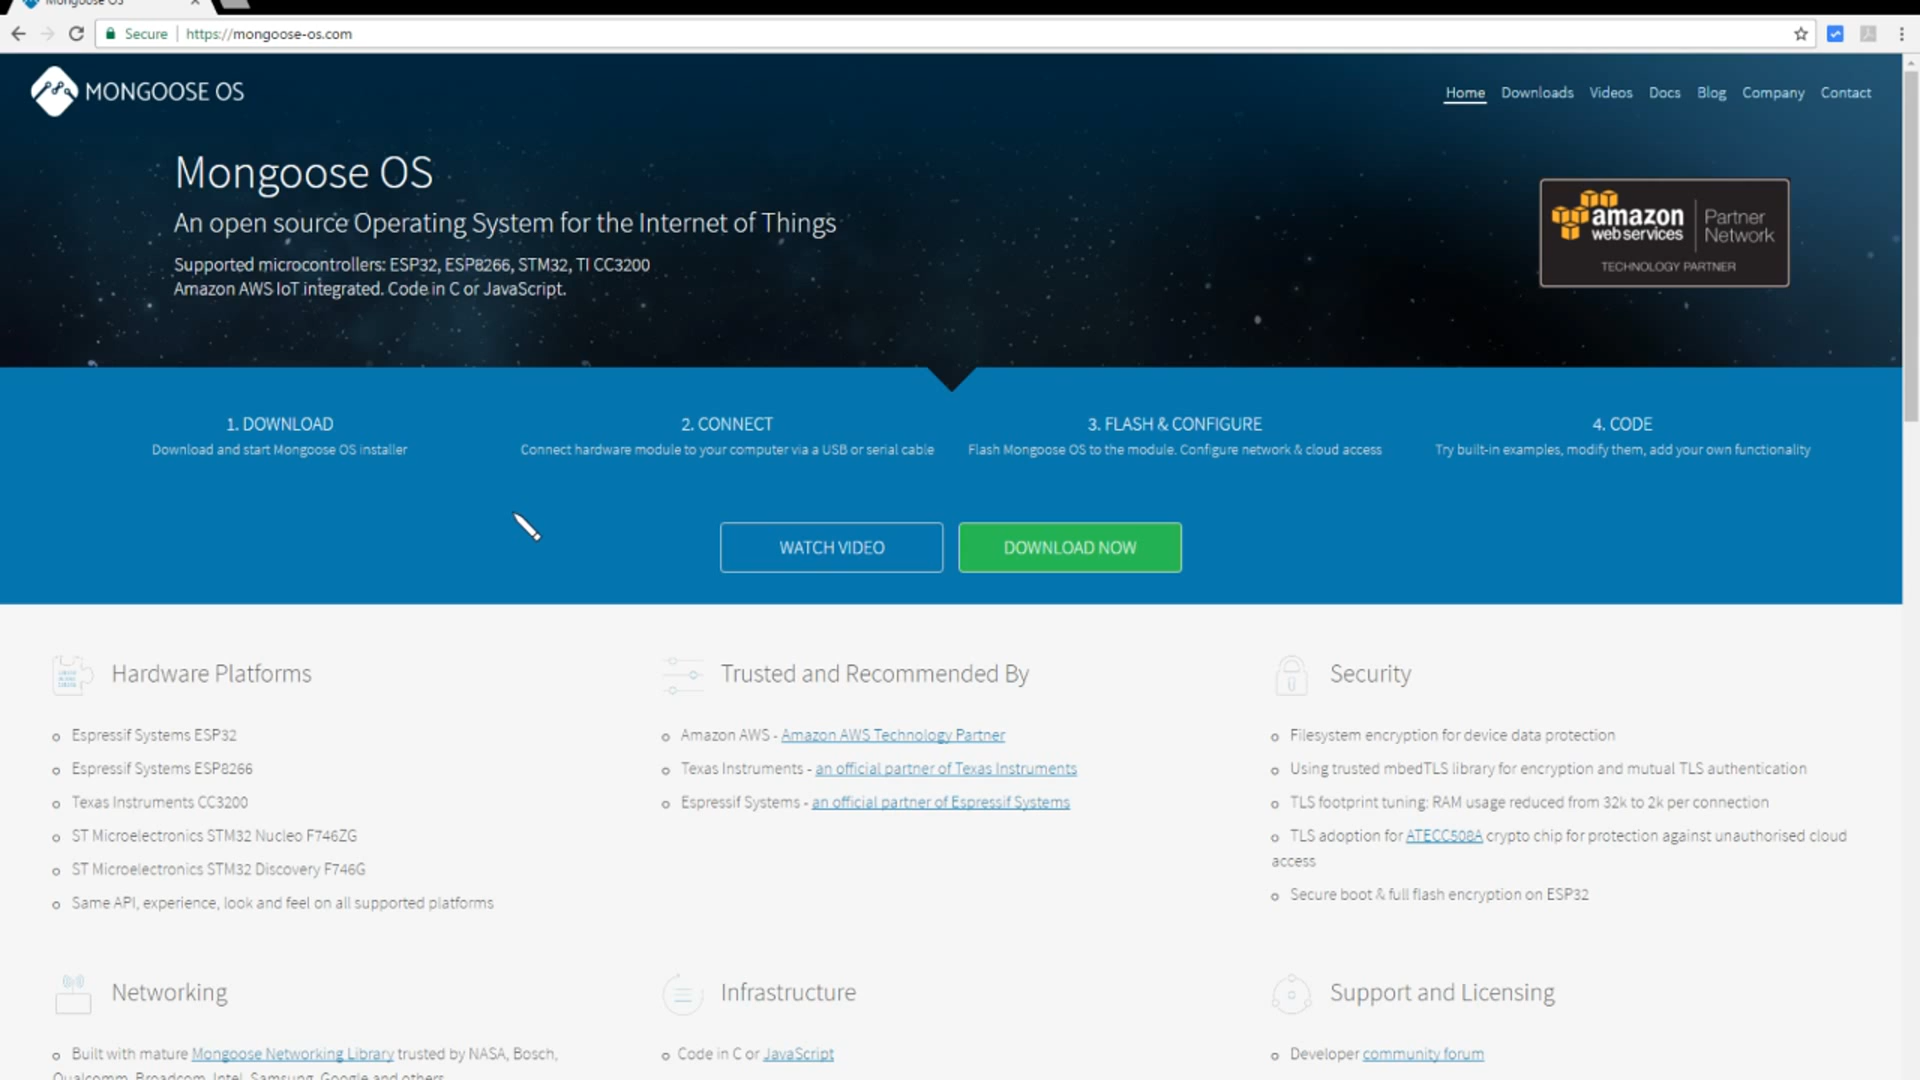 Mongoose OS
Secure
https://mongoose-os.com
MONGOOSE OS
Home Downloads Videos Docs Blog Company Contact
Mongoose OS
An open source Operating System for the Internet of Things
Supported microcontrollers: ESP32, ESP8266, STM32, TI CC3200
Amazon AWS IoT integrated. Code in C or JavaScript.
amazon
webservices
Partner
Network
TECHNOLOGY PARTNER
1. DOWNLOAD
Download and start Mongoose OS installer
2. CONNECT
Connect hardware module to your computer via a USB or serial cable
3. FLASH & CONFIGURE
Flash Mongoose OS to the module. Configure network & cloud access
4. CODE
Try built-in examples, modify them, add your own functionality
WATCH VIDEO
DOWNLOAD NOW
Hardware Platforms
Espressif Systems ESP32
Espressif Systems ESP8266
Texas Instruments CC3200
ST Microelectronics STM32 Nucleo F746ZG
ST Microelectronics STM32 Discovery F746G
Same API, experience, look and feel on all supported platforms
Trusted and Recommended By
Amazon AWS - Amazon AWS Technology Partner
Texas Instruments - an official partner of Texas Instruments
Espressif Systems - an official partner of Espressif Systems
Security
Filesystem encryption for device data protection
Using trusted mbedTLS library for encryption and mutual TLS authentication
TLS footprint tuning: RAM usage reduced from 32k to 2k per connection
TLS adoption for ATECC508A crypto chip for protection against unauthorised cloud
access
Secure boot & full flash encryption on ESP32
Networking
Built with mature Mongoose Networking Library trusted by NASA, Bosch,
Qualcomm, Broadcom, Intel, Samsung, Google and others
Infrastructure
Code in C or JavaScript
Support and Licensing
Developer community forum